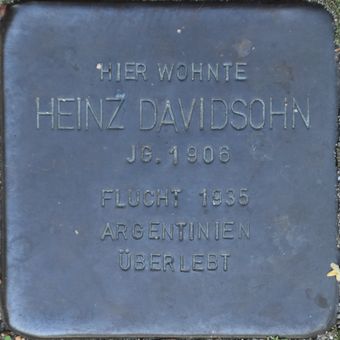 HIER WOHNTE
HEINZ DAVIDSOHN
JG. 1906
FLUCHT 1935
ARGENTINIEN
ÜBERLEBT